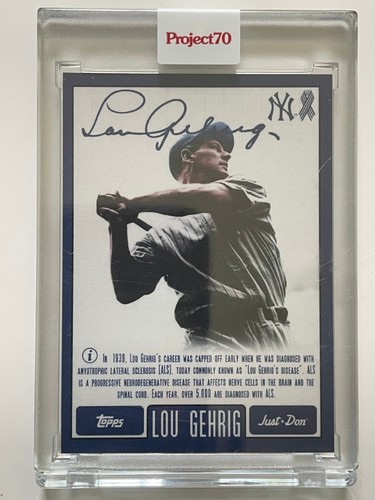 Project70
Lou Gehrig
NY
i In 1939, Lou Gehrig's career was capped off early when he was diagnosed with
amyotrophic lateral sclerosis (ALS), today commonly known as "Lou Gehrig's disease". ALS
is a progressive neurodegenerative disease that affects nerve cells in the brain and the
spinal cord. Each year, over 5,000 are diagnosed with ALS.
Topps LOU GEHRIG Just Don